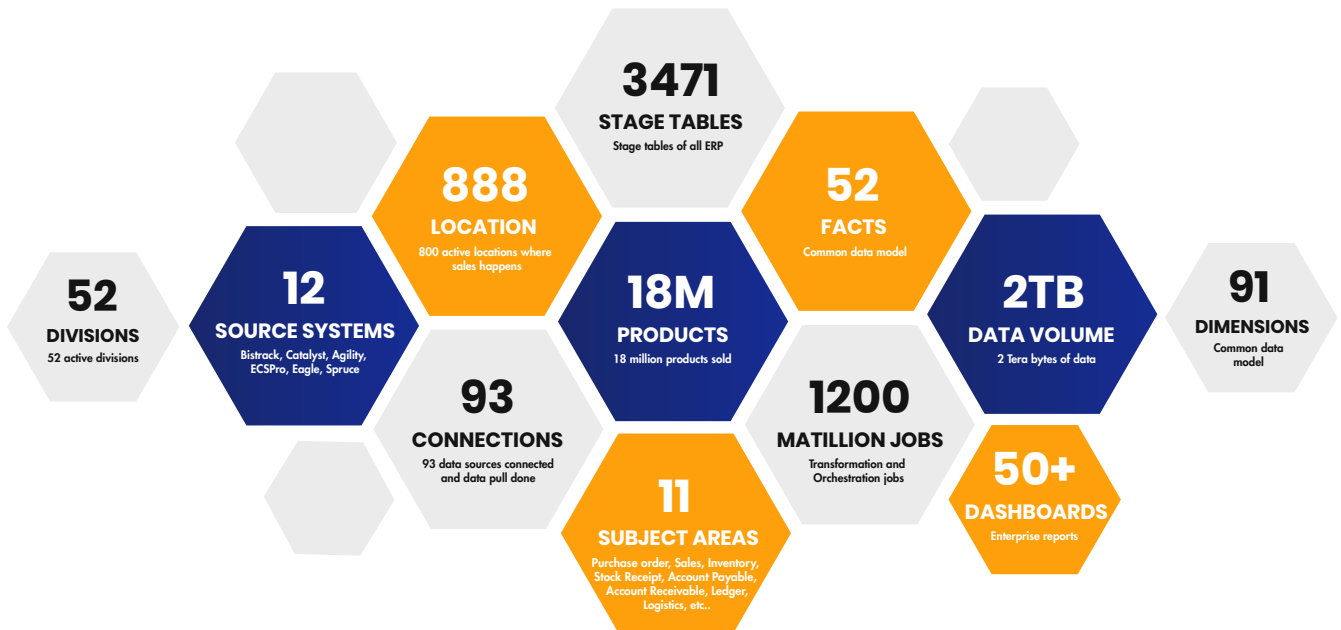 3471
STAGE TABLES
Stage tables of all ERP
888
LOCATION
800 active locations where
sales happens
52
FACTS
Common data model
52
DIVISIONS
52 active divisions
12
SOURCE SYSTEMS
Bistrack, Catalyst, Agility,
ECSPro, Eagle, Spruce
18M
PRODUCTS
18 million products sold
2TB
DATA VOLUME
2 Tera bytes of data
91
DIMENSIONS
Common data
model
93
CONNECTIONS
93 data sources connected
and data pull done
1200
MATILLION JOBS
Transformation and
Orchestration jobs
11
SUBJECT AREAS
Purchase order, Sales, Inventory,
Stock Receipt, Account Payable,
Account Receivable, Ledger,
Logistics, etc..
50+
DASHBOARDS
Enterprise reports